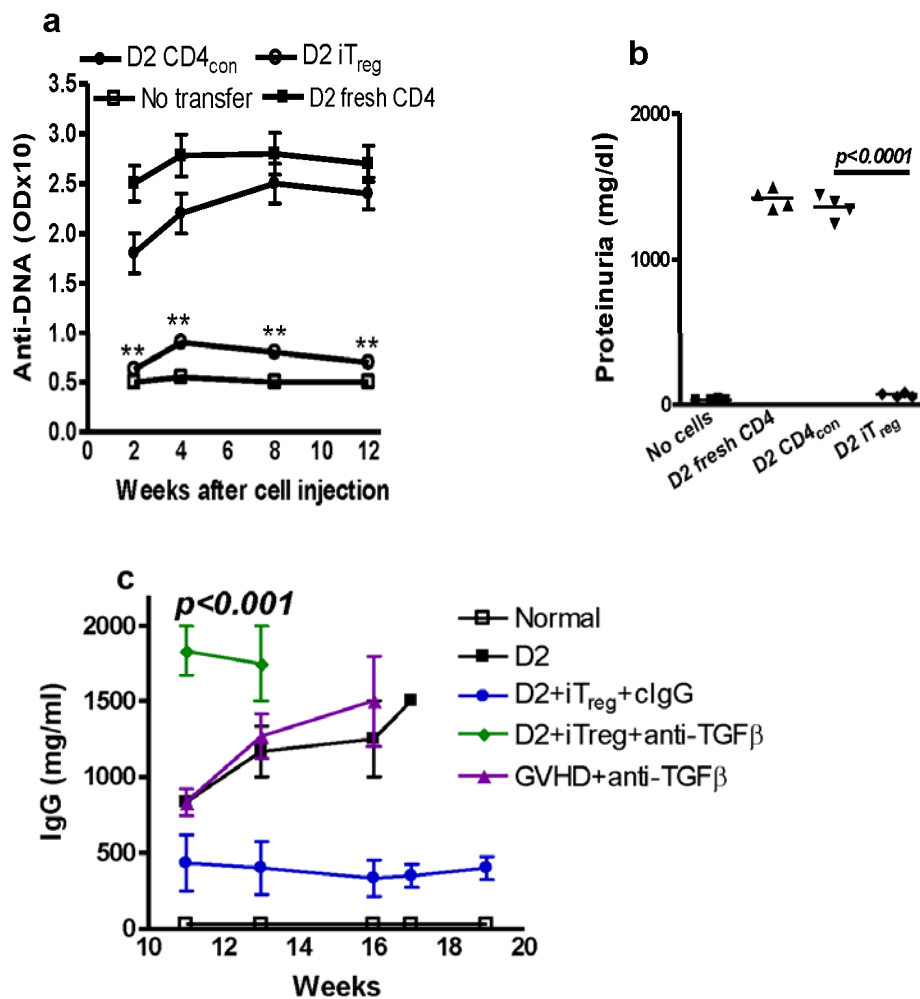 a
D2 CD4con D2 iTreg
No transfer D2 fresh CD4
3.5
3.0
2.5
2.0
1.5
1.0
0.5
0.0
Anti-DNA (ODx10)
** ** ** **
0 2 4 6 8 10 12
Weeks after cell injection
b
2000
1000
0
Proteinuria (mg/dl)
p<0.0001
No cells
D2 fresh CD4
D2 CD4con
D2 iTreg
c
p<0.001
2000
1500
1000
500
0
IgG (mg/ml)
10 12 14 16 18 20
Weeks
Normal
D2
D2+iTreg+cIgG
D2+iTreg+anti-TGFβ
GVHD+anti-TGFβ